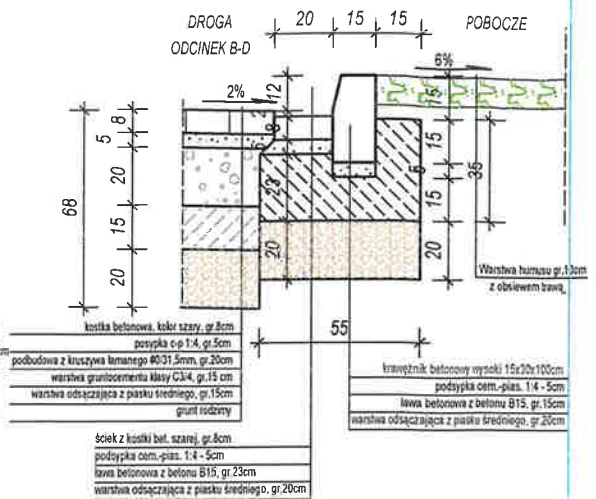 DROGA
ODCINEK B-D
20
15
15
POBOCZE
2%
6%
12
2
8
5
20
15
20
68
8
5
23
20
15
15
5
15
20
35
55
Warstwa humusu gr.10cm
z obsiewem trawą
kostka betonowa, kolor szary, gr.8cm
posypka c-p 1:4, gr.5cm
podbudowa z kruszywa łamanego #0/31,5mm, gr.20cm
warstwa gruntocementu klasy C3/4, gr.15 cm
warstwa odsączająca z piasku średniego, gr.15cm
grunt rodzimy
cm
krawężnik betonowy wysoki 15x30x100cm
podsypka cem.-pias. 1:4 - 5cm
ława betonowa z betonu B15, gr.15cm
warstwa odsączająca z piasku średniego, gr.20cm
ściek z kostki bet. szarej, gr.8cm
podsypka cem.-pias. 1:4 - 5cm
ława betonowa z betonu B15, gr.23cm
warstwa odsączająca z piasku średniego, gr.20cm